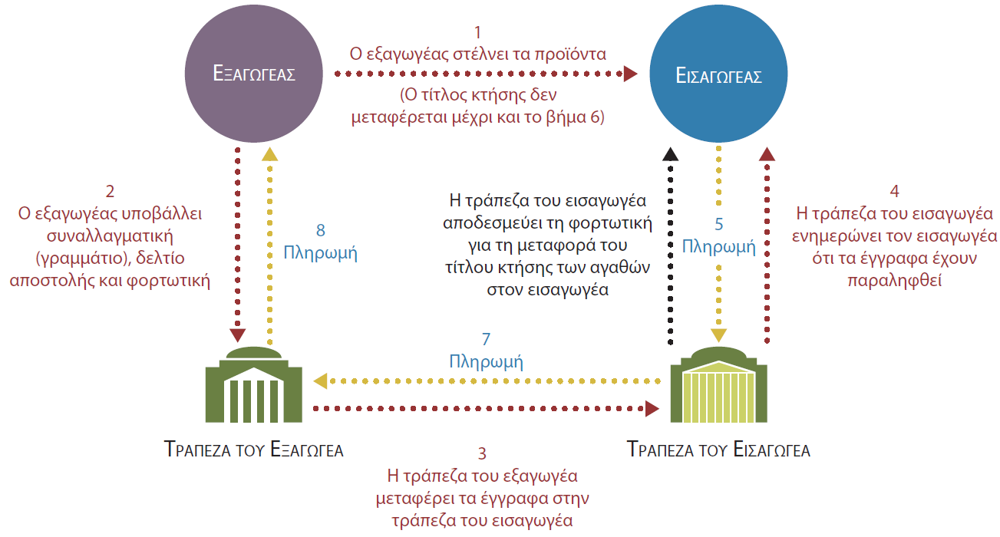 ΕΞΑΓΩΓΕΑΣ
1
Ο εξαγωγέας στέλνει τα προϊόντα
(Ο τίτλος κτήσης δεν
μεταφέρεται μέχρι και το βήμα 6)
ΕΙΣΑΓΩΓΕΑΣ
2
Ο εξαγωγέας υποβάλλει
συναλλαγματική
(γραμμάτιο), δελτίο
αποστολής και φορτωτική
8
Πληρωμή
Η τράπεζα του εισαγωγέα
αποδεσμεύει τη φορτωτική
για τη μεταφορά του
τίτλου κτήσης των αγαθών
στον εισαγωγέα
5
Πληρωμή
4
Η τράπεζα του εισαγωγέα
ενημερώνει τον εισαγωγέα
ότι τα έγγραφα έχουν
παραληφθεί
7
Πληρωμή
ΤΡΑΠΕΖΑ ΤΟΥ ΕΞΑΓΩΓΕΑ
ΤΡΑΠΕΖΑ ΤΟΥ ΕΙΣΑΓΩΓΕΑ
3
Η τράπεζα του εξαγωγέα
μεταφέρει τα έγγραφα στην
τράπεζα του εισαγωγέα